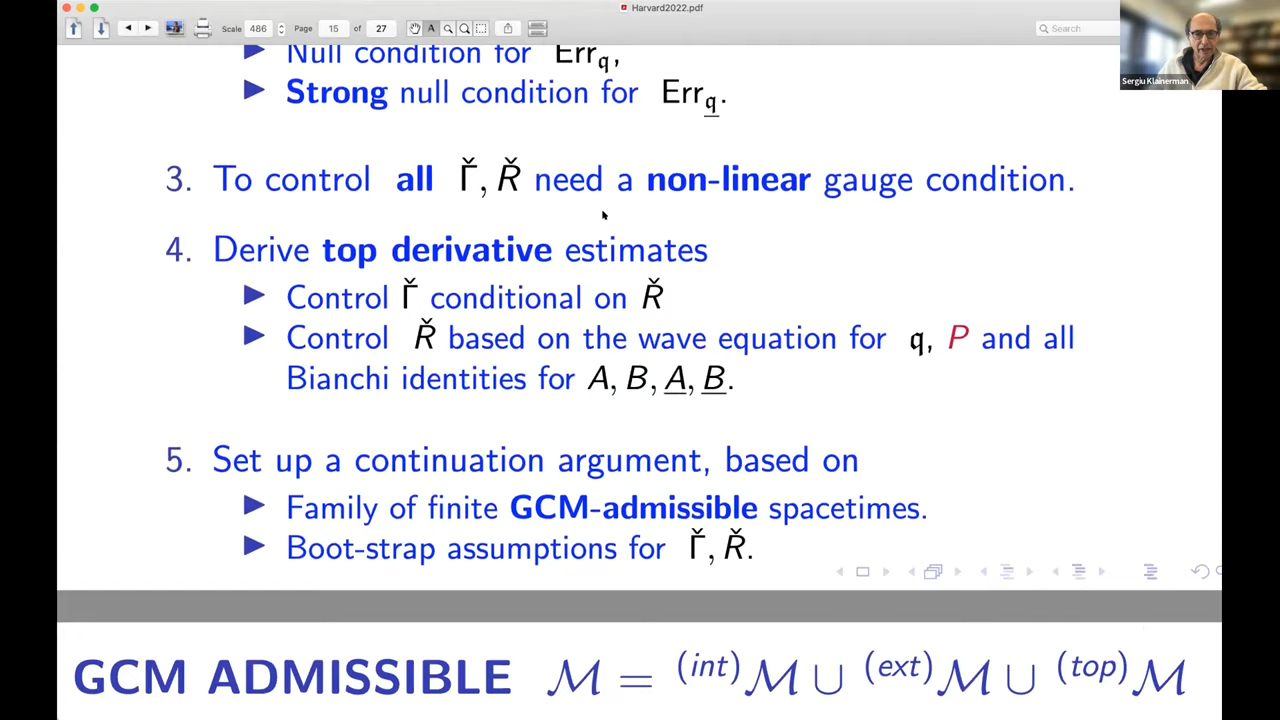 Harvard2022.pdf
Scale 486 Page 15 of 27 A Search
Sergiu Klainerman
▶ Null condition for Err𝔮,
▶ Strong null condition for Err𝔮̲.
3. To control all Γ̌, Ř need a non-linear gauge condition.
4. Derive top derivative estimates
▶ Control Γ̌ conditional on Ř
▶ Control Ř based on the wave equation for 𝔮, P and all
Bianchi identities for A, B, A̲, B̲.
5. Set up a continuation argument, based on
▶ Family of finite GCM-admissible spacetimes.
▶ Boot-strap assumptions for Γ̌, Ř.
GCM ADMISSIBLE ℳ = (int)ℳ ∪ (ext)ℳ ∪ (top)ℳ